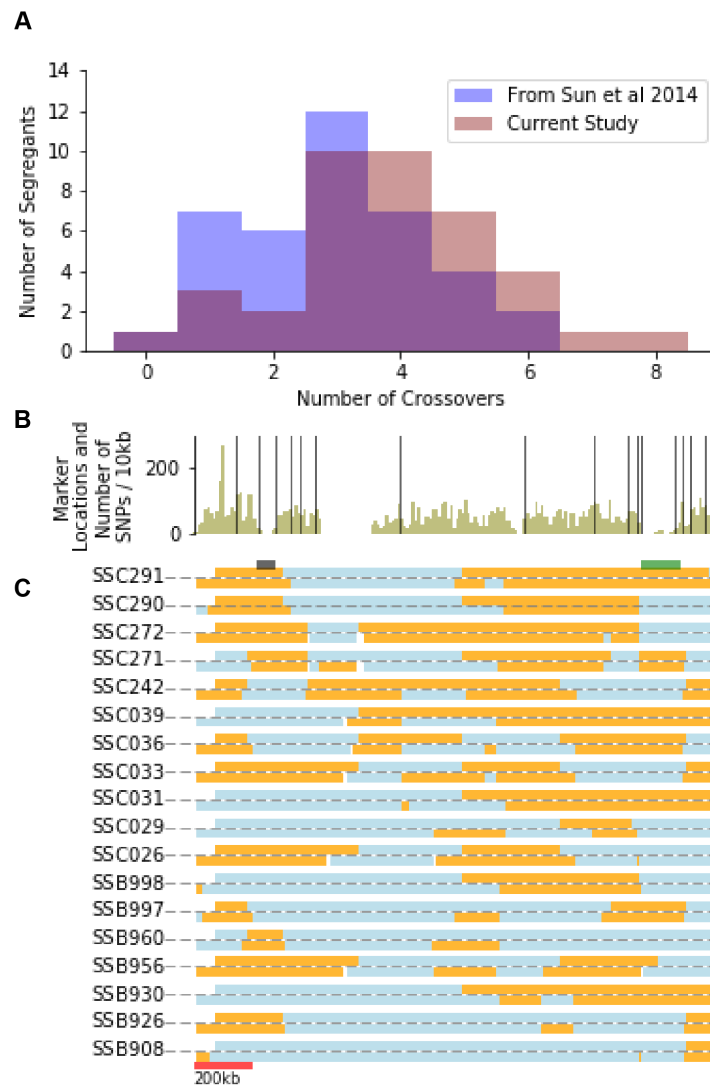 A
14
12
10
8
6
4
2
0
Number of Segregants
From Sun et al 2014
Current Study
0 2 4 6 8
Number of Crossovers
B
Marker
Locations and
Number of
SNPs / 10kb
200
0
C
SSC291
SSC290
SSC272
SSC271
SSC242
SSC039
SSC036
SSC033
SSC031
SSC029
SSC026
SSB998
SSB997
SSB960
SSB956
SSB930
SSB926
SSB908
200kb